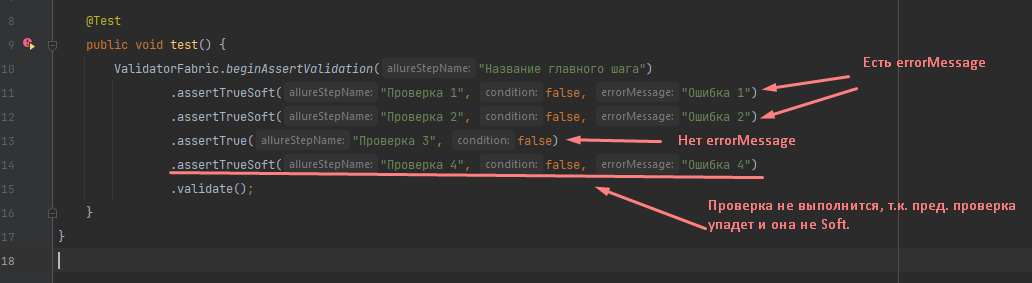 8 @Test
9 public void test() {
10 ValidatorFabric.beginAssertValidation( allureStepName: "Название главного шага")
Есть errorMessage
11 .assertTrueSoft( allureStepName: "Проверка 1", condition: false, errorMessage: "Ошибка 1")
12 .assertTrueSoft( allureStepName: "Проверка 2", condition: false, errorMessage: "Ошибка 2")
13 .assertTrue( allureStepName: "Проверка 3", condition: false)
Нет errorMessage
14 .assertTrueSoft( allureStepName: "Проверка 4", condition: false, errorMessage: "Ошибка 4")
15 .validate();
Проверка не выполнится, т.к. пред. проверка
упадет и она не Soft.
16 }
17 }
18